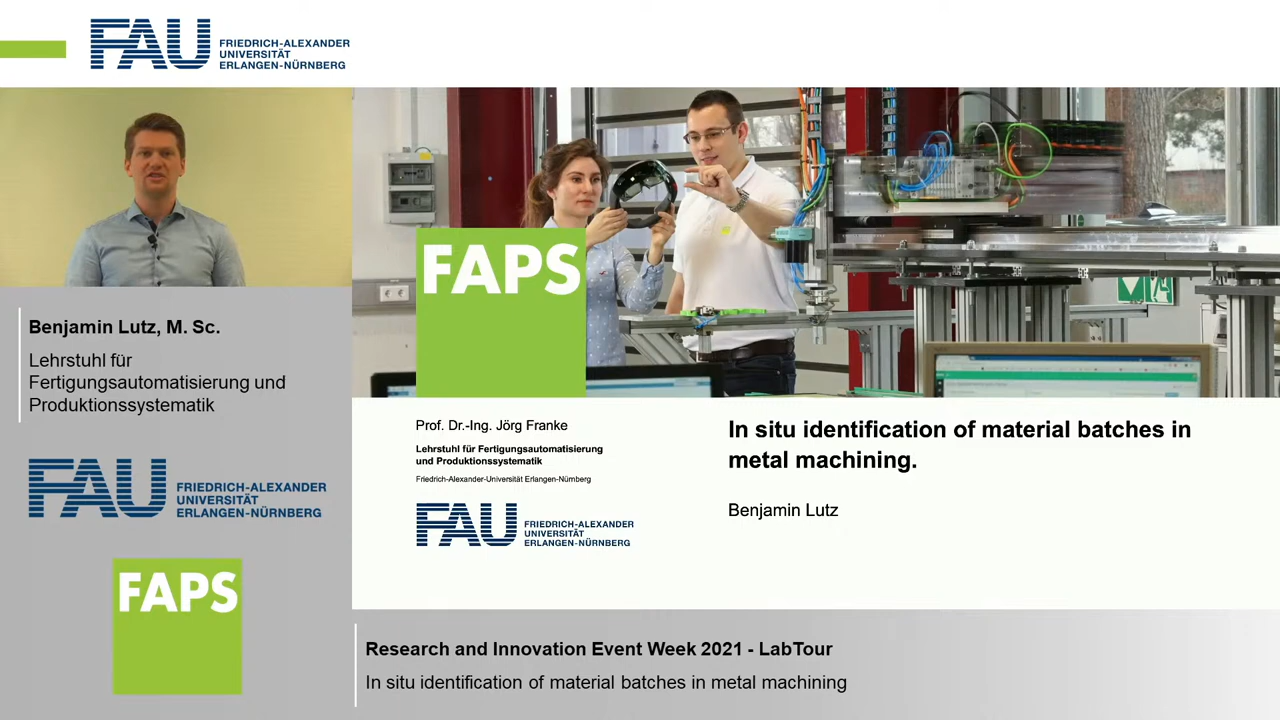 FAU FRIEDRICH-ALEXANDER
UNIVERSITÄT
ERLANGEN-NÜRNBERG
Benjamin Lutz, M. Sc.
Lehrstuhl für
Fertigungsautomatisierung und
Produktionssystematik
FAU FRIEDRICH-ALEXANDER
UNIVERSITÄT
ERLANGEN-NÜRNBERG
FAPS
FAPS
Prof. Dr.-Ing. Jörg Franke
Lehrstuhl für Fertigungsautomatisierung
und Produktionssystematik
Friedrich-Alexander-Universität Erlangen-Nürnberg
FAU FRIEDRICH-ALEXANDER
UNIVERSITÄT
ERLANGEN-NÜRNBERG
In situ identification of material batches in
metal machining.
Benjamin Lutz
Research and Innovation Event Week 2021 - LabTour
In situ identification of material batches in metal machining